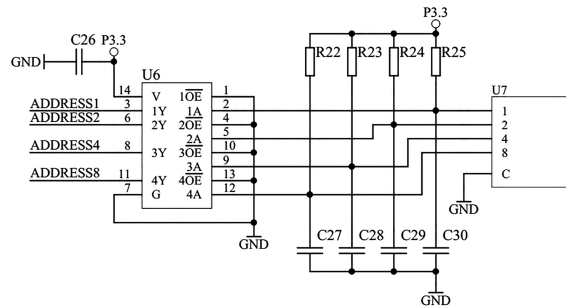 P3.3
C26 P3.3
GND
R22 R23 R24 R25
U6
U7
14 V 1OE 1
ADDRESS1 3 1Y 1A 2 1
ADDRESS2 6 2Y 2OE 4 2
2A 5 4
ADDRESS4 8 3Y 3OE 10 8
3A 9
ADDRESS8 11 4Y 4OE 13 C
7 G 4A 12
GND
GND
C27 C28 C29 C30
GND